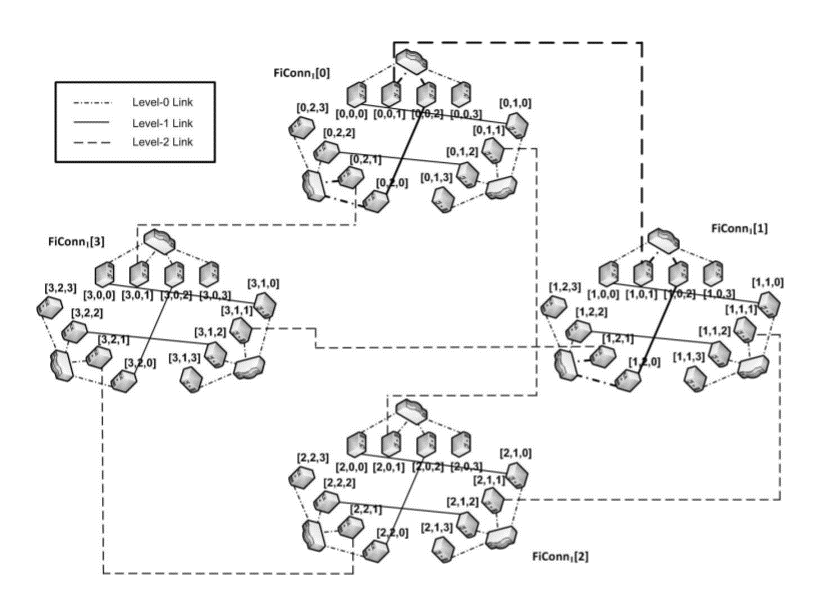 FiConn₁[0]
Level-0 Link
Level-1 Link
Level-2 Link
[0,0,0] [0,0,1] [0,0,2] [0,0,3]
[0,1,0]
[0,1,1]
[0,1,2]
[0,1,3]
[0,2,3]
[0,2,2]
[0,2,1]
[0,2,0]
FiConn₁[3]
[3,0,0] [3,0,1] [3,0,2] [3,0,3]
[3,1,0]
[3,1,1]
[3,1,2]
[3,1,3]
[3,2,3]
[3,2,2]
[3,2,1]
[3,2,0]
FiConn₁[1]
[1,0,0] [1,0,1] [1,0,2] [1,0,3]
[1,1,0]
[1,1,1]
[1,1,2]
[1,1,3]
[1,2,3]
[1,2,2]
[1,2,1]
[1,2,0]
[2,0,0] [2,0,1] [2,0,2] [2,0,3]
[2,1,0]
[2,1,1]
[2,1,2]
[2,1,3]
[2,2,3]
[2,2,2]
[2,2,1]
[2,2,0]
FiConn₁[2]